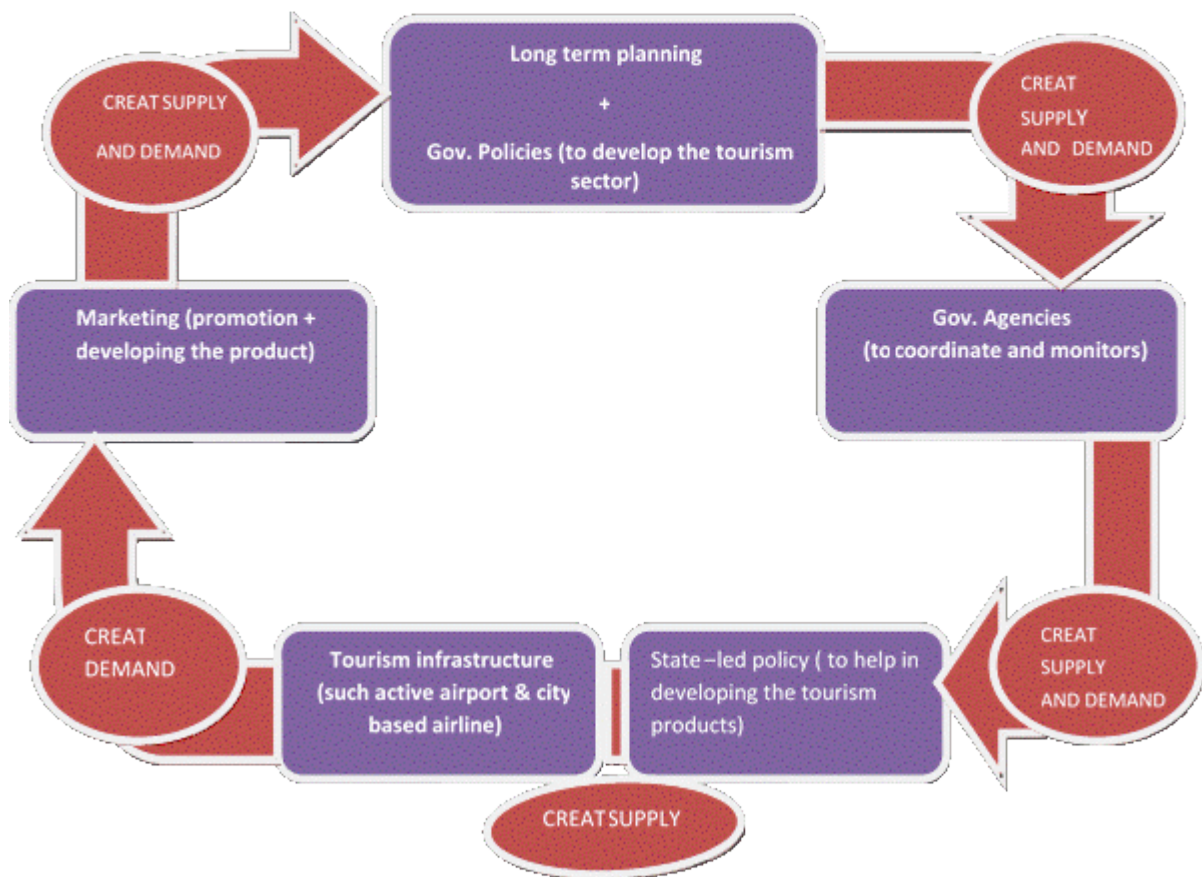 Long term planning
+
Gov. Policies (to develop the tourism
sector)
CREAT SUPPLY
AND DEMAND
CREAT
SUPPLY
AND DEMAND
Marketing (promotion +
developing the product)
Gov. Agencies
(to coordinate and monitors)
CREAT
DEMAND
Tourism infrastructure
(such active airport & city
based airline)
State –led policy ( to help in
developing the tourism
products)
CREAT
SUPPLY
AND DEMAND
CREAT SUPPLY